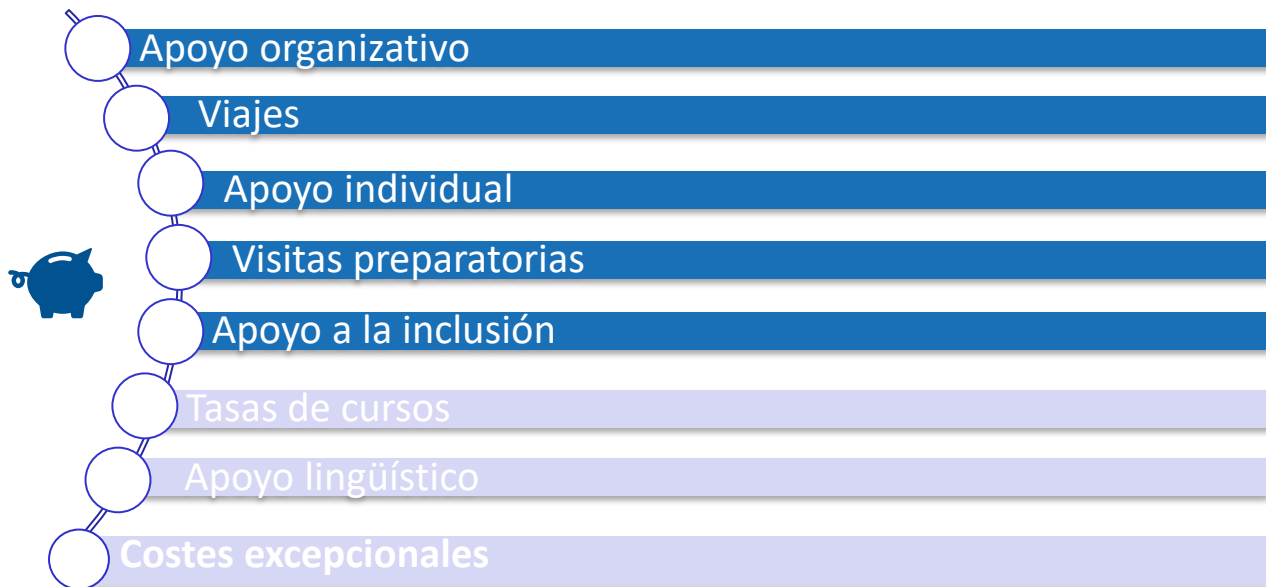 Apoyo organizativo
Viajes
Apoyo individual
Visitas preparatorias
Apoyo a la inclusión
Tasas de cursos
Apoyo lingüístico
Costes excepcionales